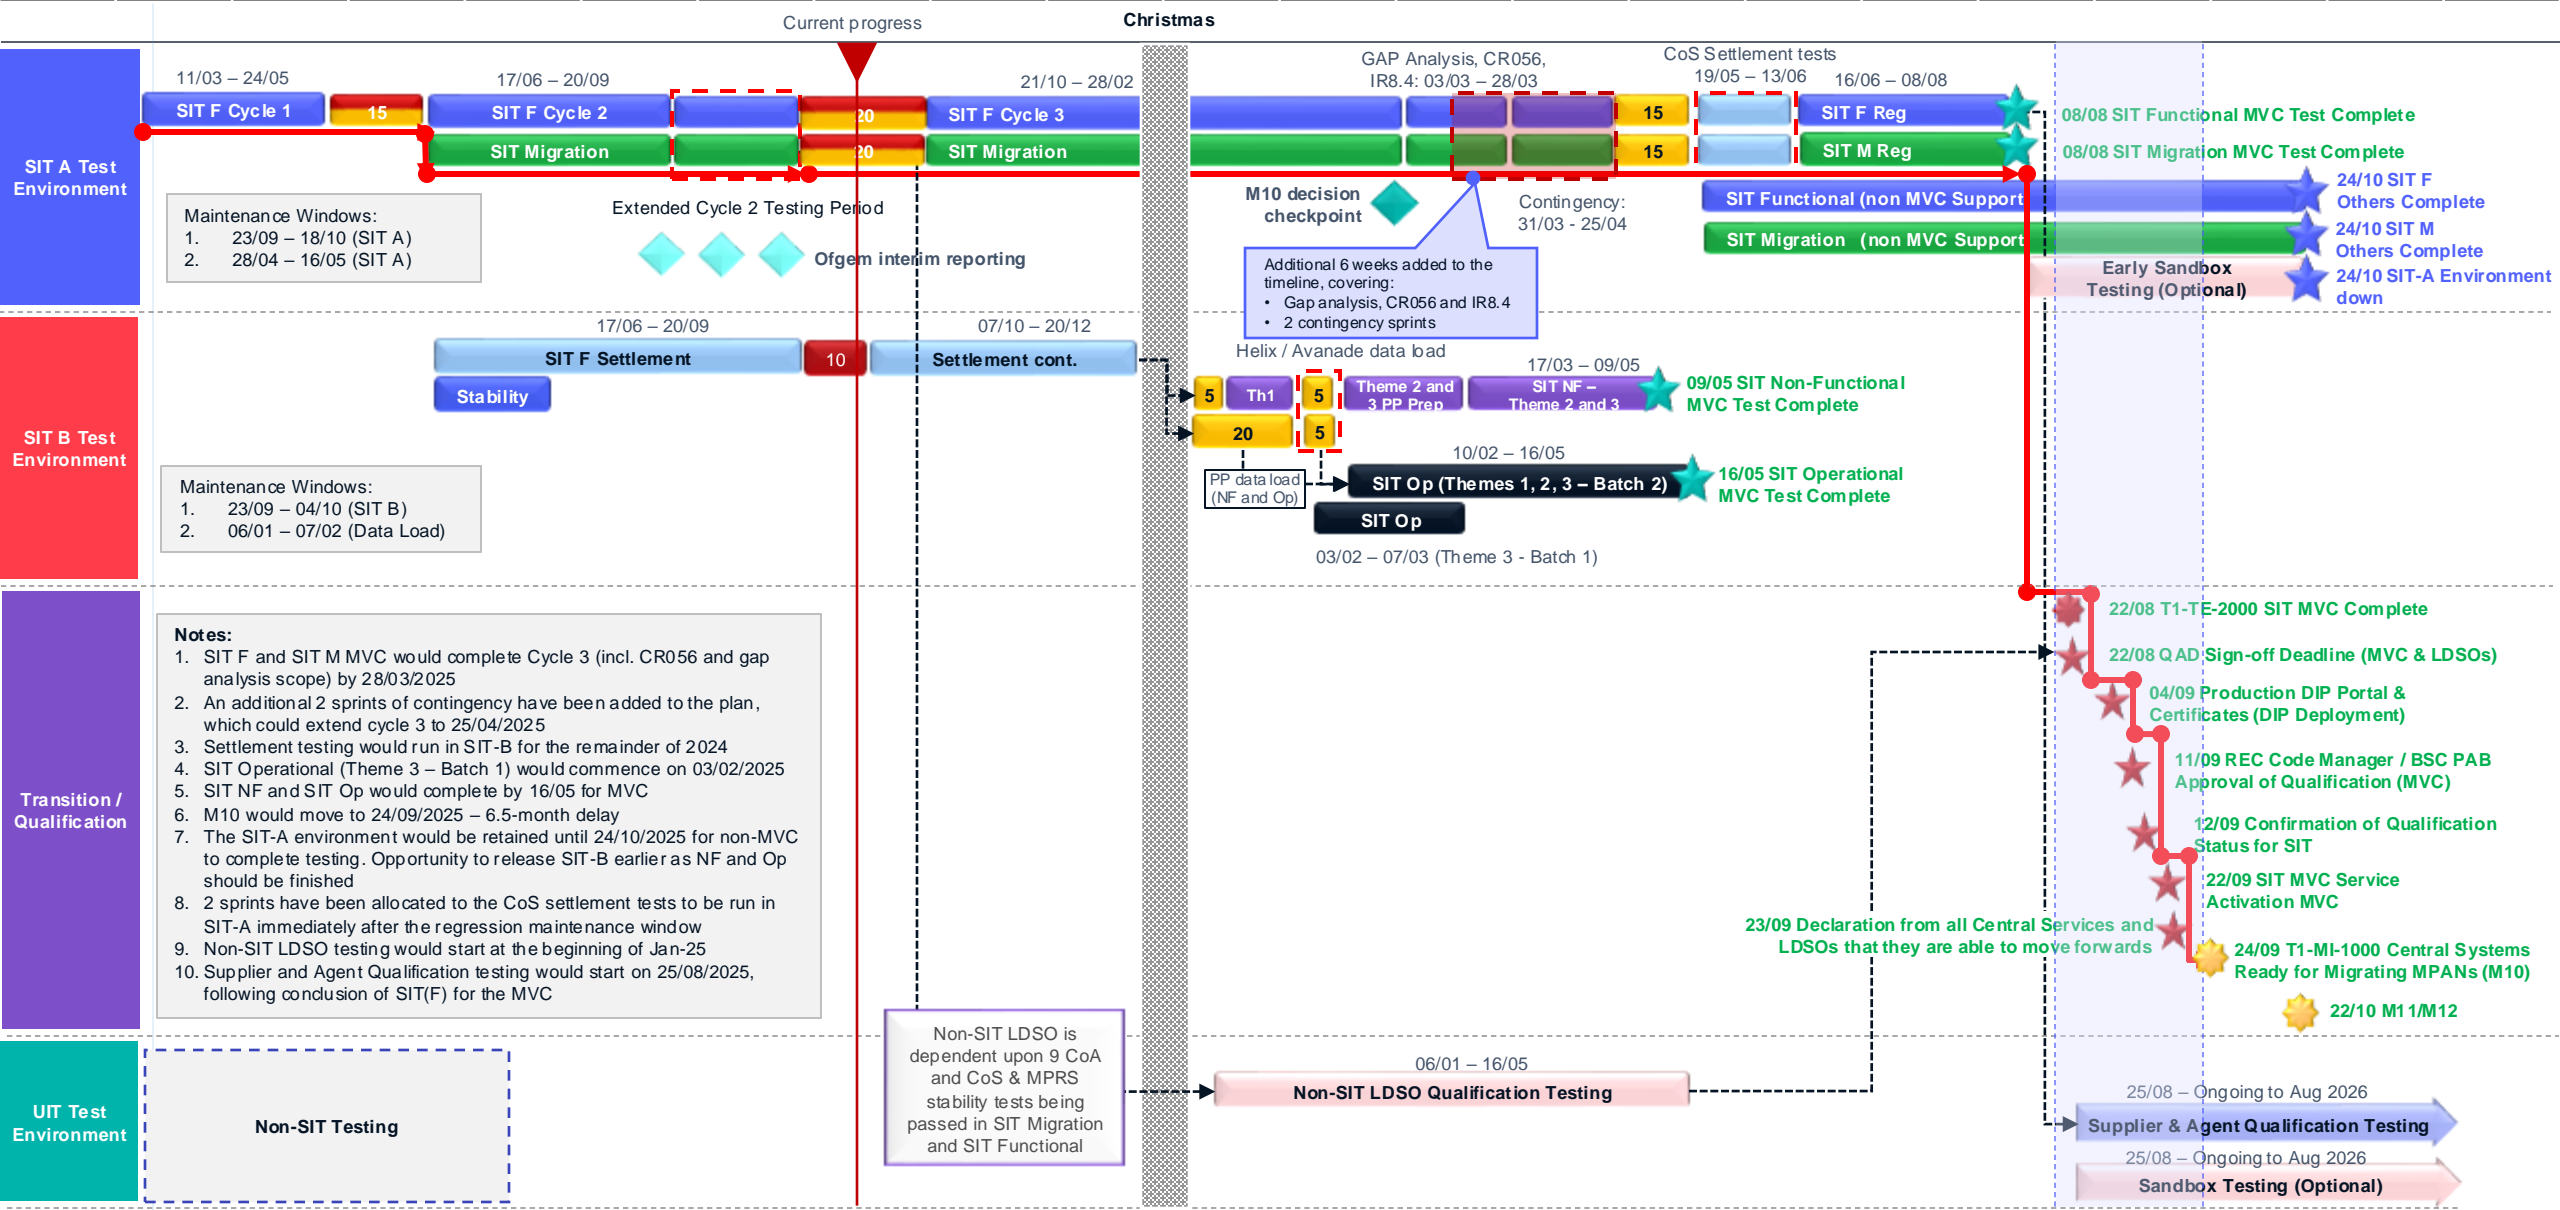 Current progress
Christmas
SIT A Test
Environment
11/03 – 24/05
17/06 – 20/09
21/10 – 28/02
GAP Analysis, CR056,
IR8.4: 03/03 – 28/03
CoS Settlement tests
19/05 – 13/06
16/06 – 08/08
SIT F Cycle 1
15
SIT F Cycle 2
20
SIT F Cycle 3
15
SIT F Reg
08/08 SIT Functional MVC Test Complete
SIT Migration
20
SIT Migration
15
SIT M Reg
08/08 SIT Migration MVC Test Complete
Maintenance Windows:
1. 23/09 – 18/10 (SIT A)
2. 28/04 – 16/05 (SIT A)
Extended Cycle 2 Testing Period
Ofgem interim reporting
M10 decision
checkpoint
Contingency:
31/03 - 25/04
Additional 6 weeks added to the
timeline, covering:
• Gap analysis, CR056 and IR8.4
• 2 contingency sprints
SIT Functional (non MVC Support
24/10 SIT F
Others Complete
SIT Migration (non MVC Support
24/10 SIT M
Others Complete
Early Sandbox
Testing (Optional)
24/10 SIT-A Environment
down
SIT B Test
Environment
17/06 – 20/09
07/10 – 20/12
SIT F Settlement
10
Settlement cont.
Stability
Helix / Avanade data load
17/03 – 09/05
5
Th1
5
Theme 2 and
3 PP Prep
SIT NF –
Theme 2 and 3
09/05 SIT Non-Functional
MVC Test Complete
20
5
PP data load
(NF and Op)
10/02 – 16/05
SIT Op (Themes 1, 2, 3 – Batch 2)
16/05 SIT Operational
MVC Test Complete
SIT Op
03/02 – 07/03 (Theme 3 - Batch 1)
Maintenance Windows:
1. 23/09 – 04/10 (SIT B)
2. 06/01 – 07/02 (Data Load)
Transition /
Qualification
Notes:
1. SIT F and SIT M MVC would complete Cycle 3 (incl. CR056 and gap
analysis scope) by 28/03/2025
2. An additional 2 sprints of contingency have been added to the plan,
which could extend cycle 3 to 25/04/2025
3. Settlement testing would run in SIT-B for the remainder of 2024
4. SIT Operational (Theme 3 – Batch 1) would commence on 03/02/2025
5. SIT NF and SIT Op would complete by 16/05 for MVC
6. M10 would move to 24/09/2025 – 6.5-month delay
7. The SIT-A environment would be retained until 24/10/2025 for non-MVC
to complete testing. Opportunity to release SIT-B earlier as NF and Op
should be finished
8. 2 sprints have been allocated to the CoS settlement tests to be run in
SIT-A immediately after the regression maintenance window
9. Non-SIT LDSO testing would start at the beginning of Jan-25
10. Supplier and Agent Qualification testing would start on 25/08/2025,
following conclusion of SIT(F) for the MVC
22/08 T1-TE-2000 SIT MVC Complete
22/08 QAD Sign-off Deadline (MVC & LDSOs)
04/09 Production DIP Portal &
Certificates (DIP Deployment)
11/09 REC Code Manager / BSC PAB
Approval of Qualification (MVC)
12/09 Confirmation of Qualification
Status for SIT
22/09 SIT MVC Service
Activation MVC
23/09 Declaration from all Central Services and
LDSOs that they are able to move forwards
24/09 T1-MI-1000 Central Systems
Ready for Migrating MPANs (M10)
22/10 M11/M12
UIT Test
Environment
Non-SIT Testing
Non-SIT LDSO is
dependent upon 9 CoA
and CoS & MPRS
stability tests being
passed in SIT Migration
and SIT Functional
06/01 – 16/05
Non-SIT LDSO Qualification Testing
25/08 – Ongoing to Aug 2026
Supplier & Agent Qualification Testing
25/08 – Ongoing to Aug 2026
Sandbox Testing (Optional)